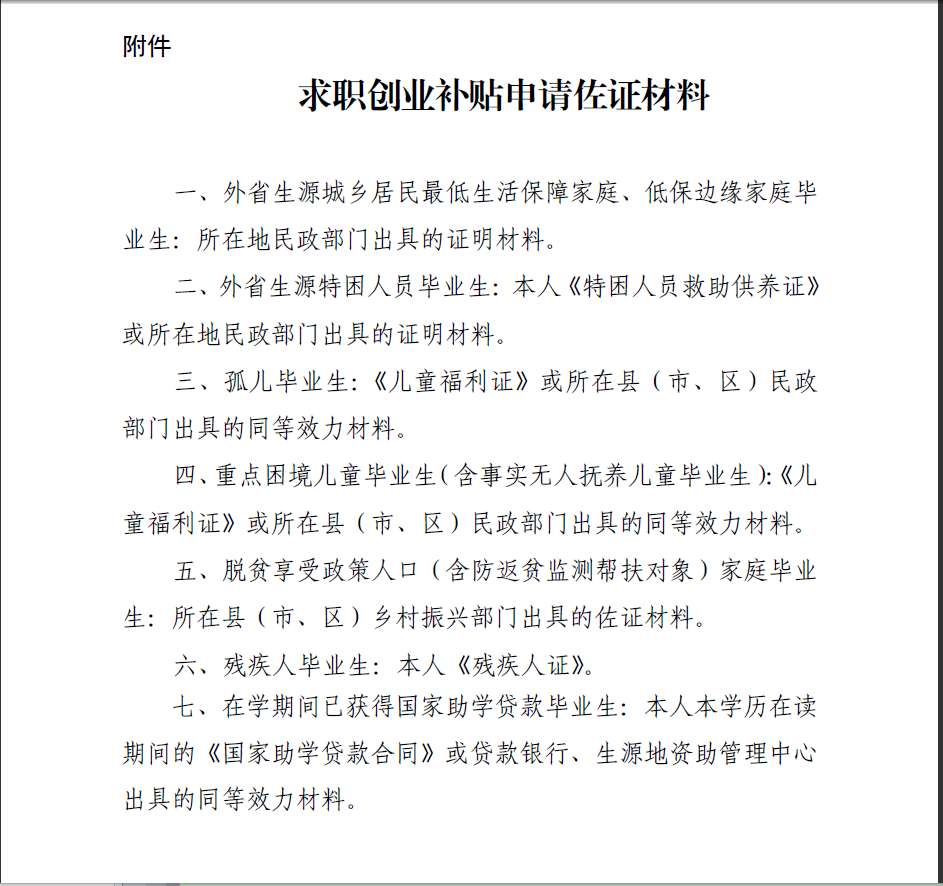 附件
求职创业补贴申请佐证材料
一、外省生源城乡居民最低生活保障家庭、低保边缘家庭毕
业生：所在地民政部门出具的证明材料。
二、外省生源特困人员毕业生：本人《特困人员救助供养证》
或所在地民政部门出具的证明材料。
三、孤儿毕业生：《儿童福利证》或所在县（市、区）民政
部门出具的同等效力材料。
四、重点困境儿童毕业生（含事实无人抚养儿童毕业生）：《儿
童福利证》或所在县（市、区）民政部门出具的同等效力材料。
五、脱贫享受政策人口（含防返贫监测帮扶对象）家庭毕业
生：所在县（市、区）乡村振兴部门出具的佐证材料。
六、残疾人毕业生：本人《残疾人证》。
七、在学期间已获得国家助学贷款毕业生：本人本学历在读
期间的《国家助学贷款合同》或贷款银行、生源地资助管理中心
出具的同等效力材料。